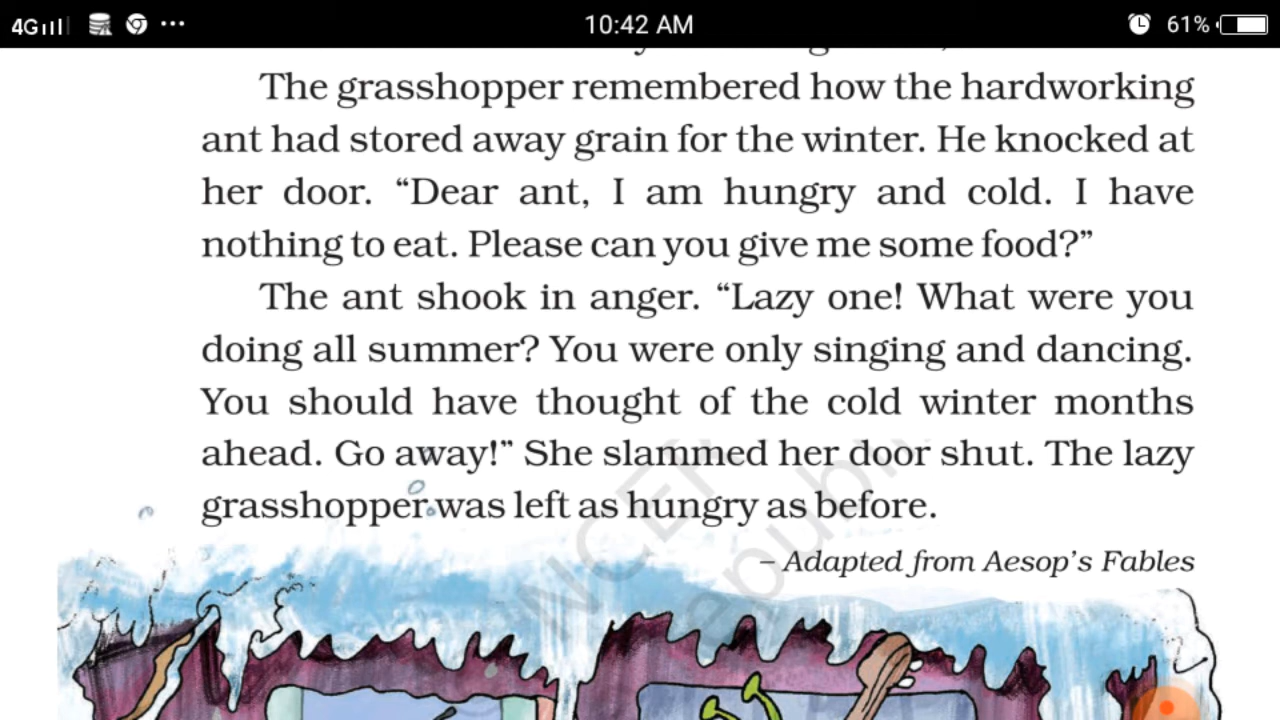 4G 10:42 AM 61%
The grasshopper remembered how the hardworking
ant had stored away grain for the winter. He knocked at
her door. “Dear ant, I am hungry and cold. I have
nothing to eat. Please can you give me some food?”
The ant shook in anger. “Lazy one! What were you
doing all summer? You were only singing and dancing.
You should have thought of the cold winter months
ahead. Go away!” She slammed her door shut. The lazy
grasshopper was left as hungry as before.
– Adapted from Aesop’s Fables